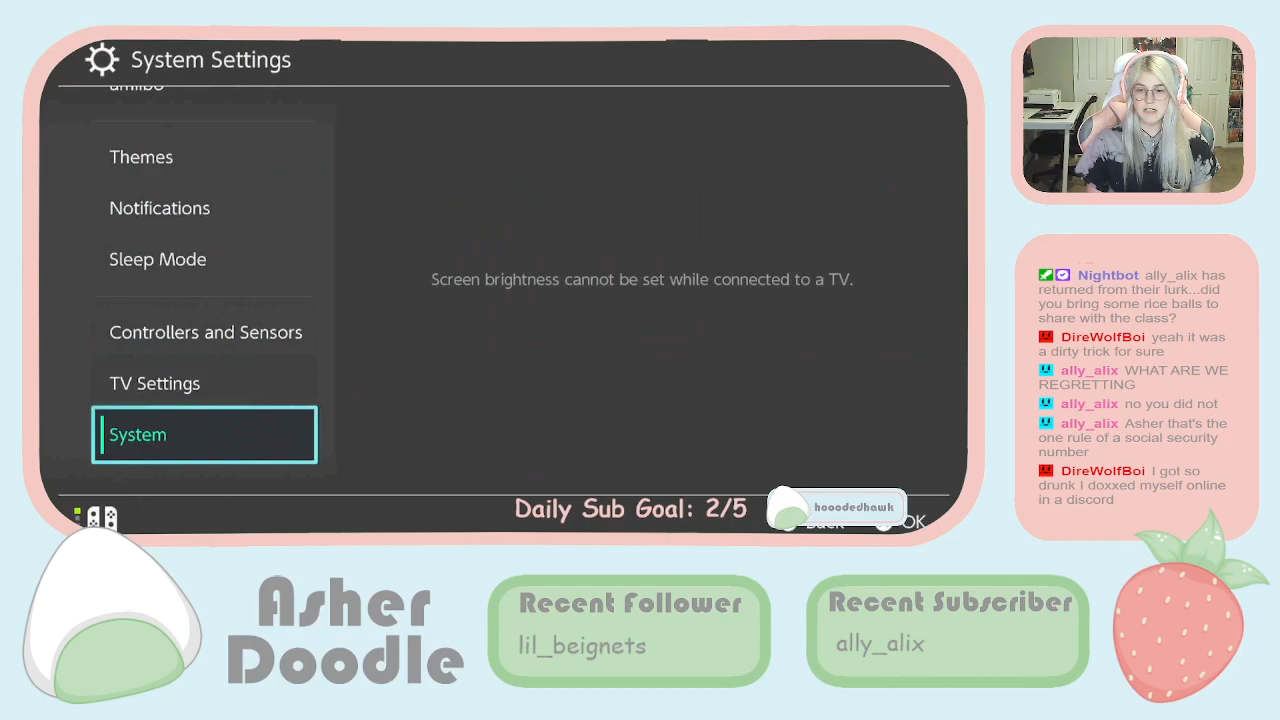 System Settings
amiibo
Themes
Notifications
Sleep Mode
Controllers and Sensors
TV Settings
System
Screen brightness cannot be set while connected to a TV.
Daily Sub Goal: 2/5
hooodedhawk
Back
OK
Nightbot ally_alix has
returned from their lurk...did
you bring some rice balls to
share with the class?
DireWolfBoi yeah it was
a dirty trick for sure
ally_alix WHAT ARE WE
REGRETTING
ally_alix no you did not
ally_alix Asher that's the
one rule of a social security
number
DireWolfBoi I got so
drunk I doxxed myself online
in a discord
Asher
Doodle
Recent Follower
lil_beignets
Recent Subscriber
ally_alix